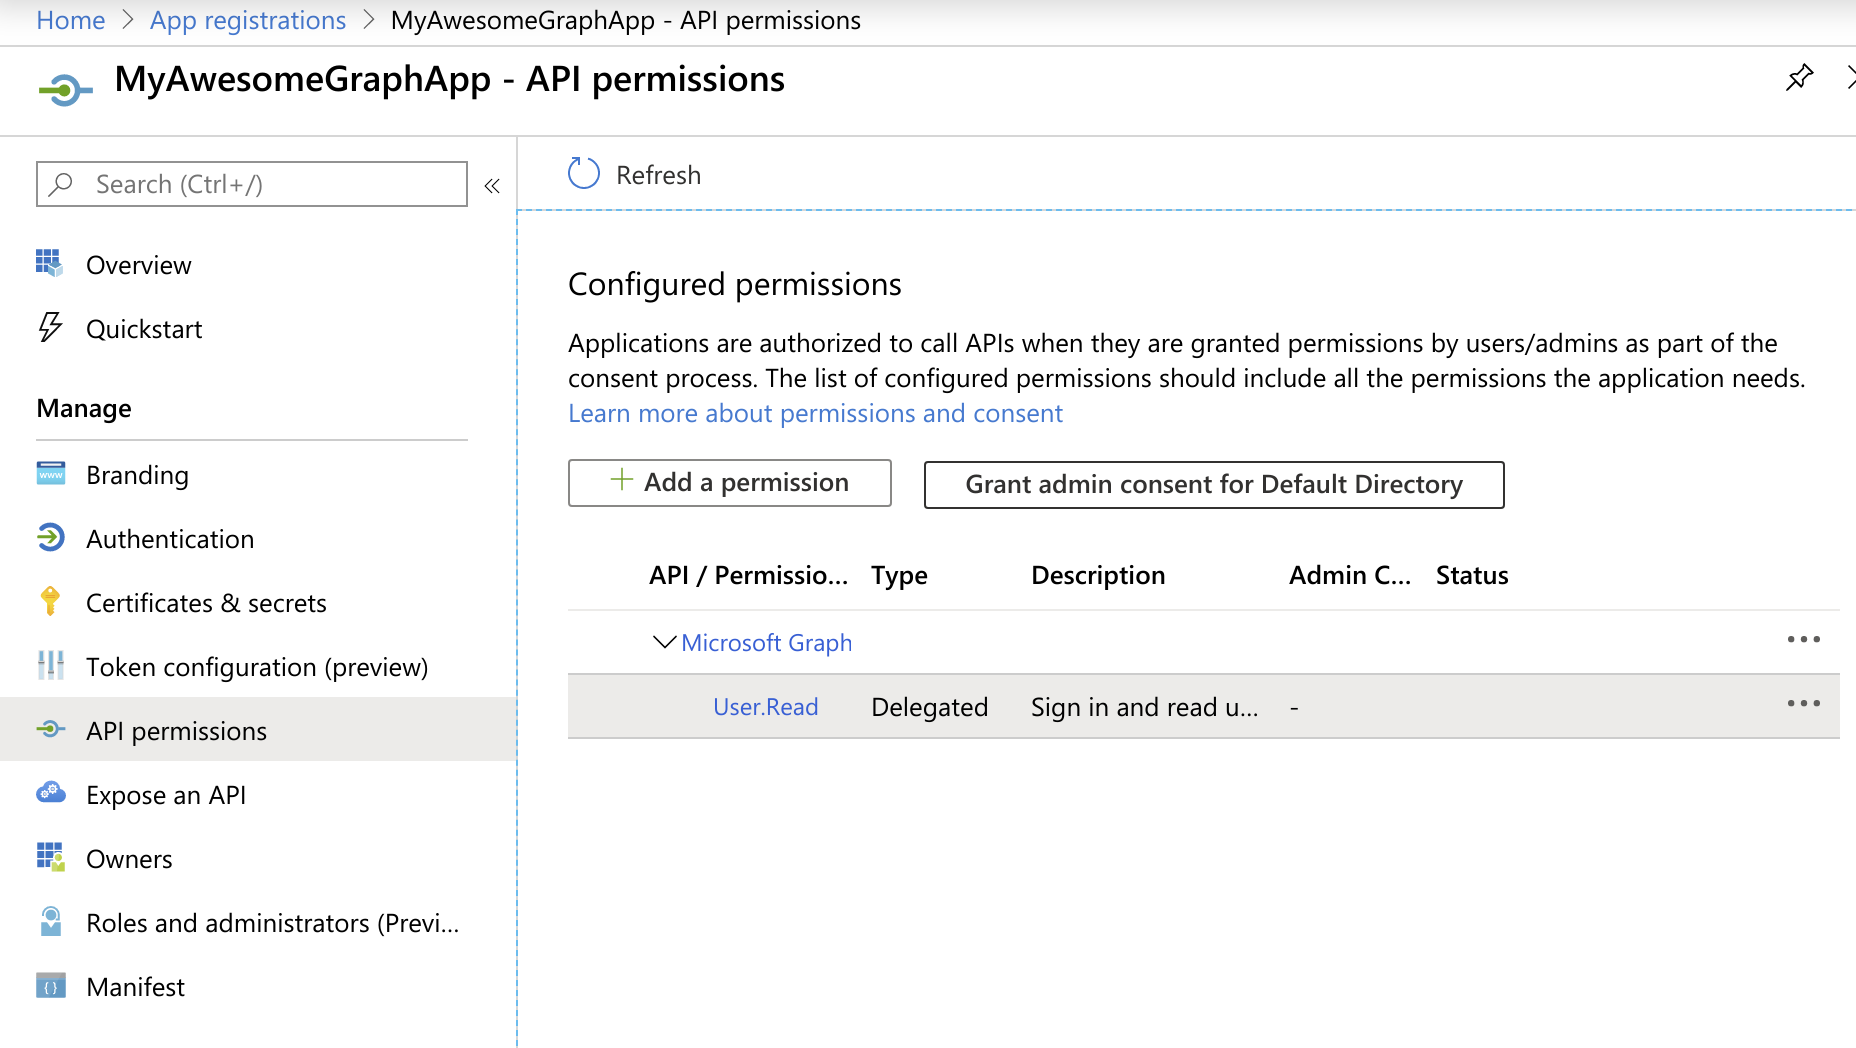 Home > App registrations > MyAwesomeGraphApp - API permissions
MyAwesomeGraphApp - API permissions
Search (Ctrl+/)
«
Overview
Quickstart
Manage
Branding
Authentication
Certificates & secrets
Token configuration (preview)
API permissions
Expose an API
Owners
Roles and administrators (Previ...
Manifest
Refresh
Configured permissions
Applications are authorized to call APIs when they are granted permissions by users/admins as part of the
consent process. The list of configured permissions should include all the permissions the application needs.
Learn more about permissions and consent
+ Add a permission
Grant admin consent for Default Directory
API / Permissio... Type Description Admin C... Status
Microsoft Graph ...
User.Read Delegated Sign in and read u... - ...